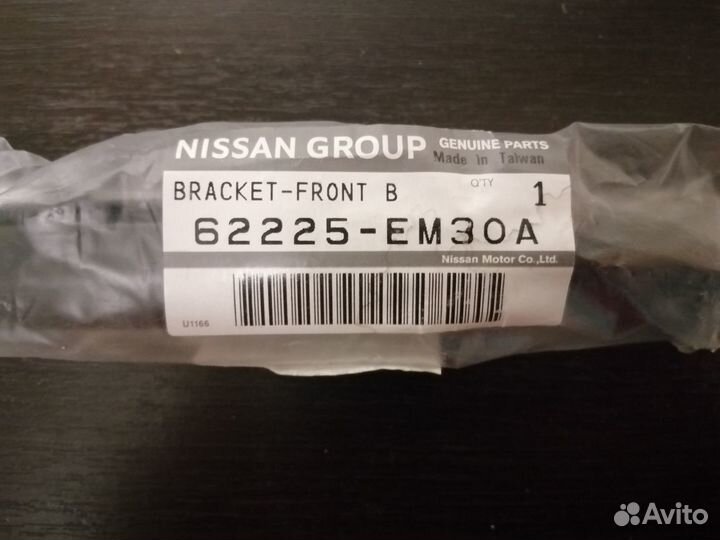 NISSAN GROUP GENUINE PARTS
Made In Taiwan
BRACKET-FRONT B Q'TY 1
62225-EM30A
Nissan Motor Co.,Ltd.
U1166
Avito